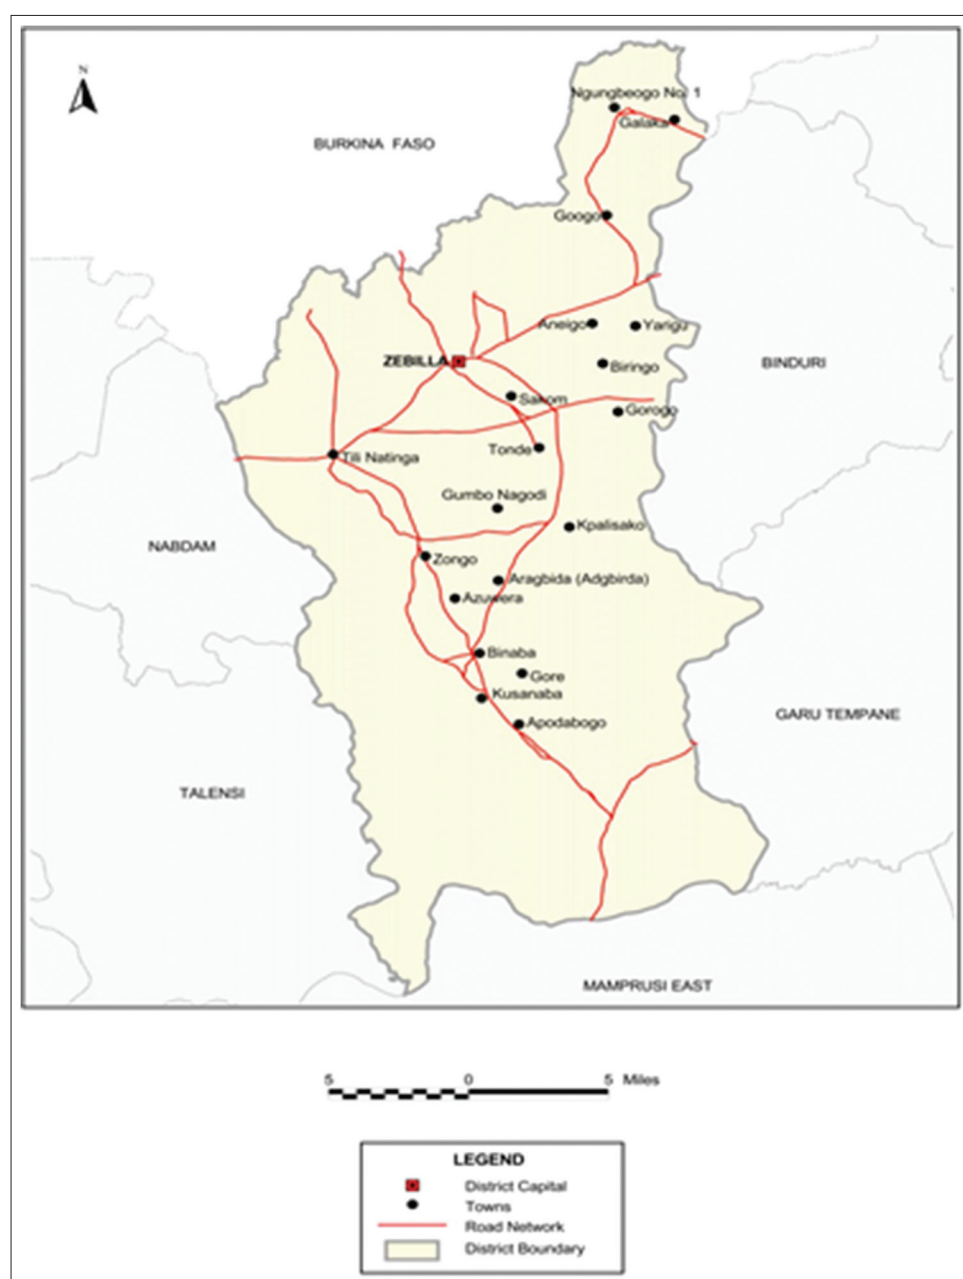 N
Ngungbeogo No. 1
Galaka
BURKINA FASO
Googo
Aneigo
Yarigu
ZEBILLA
Biringo
BINDURI
Sakom
Gorogo
Tonde
Tili Natinga
Gumbo Nagodi
Kpalisako
NABDAM
Zongo
Aragbida (Adgbirda)
Azuwera
Binaba
Gore
Kusanaba
GARU TEMPANE
Apodabogo
TALENSI
MAMPRUSI EAST
5 0 5 Miles
LEGEND
District Capital
Towns
Road Network
District Boundary